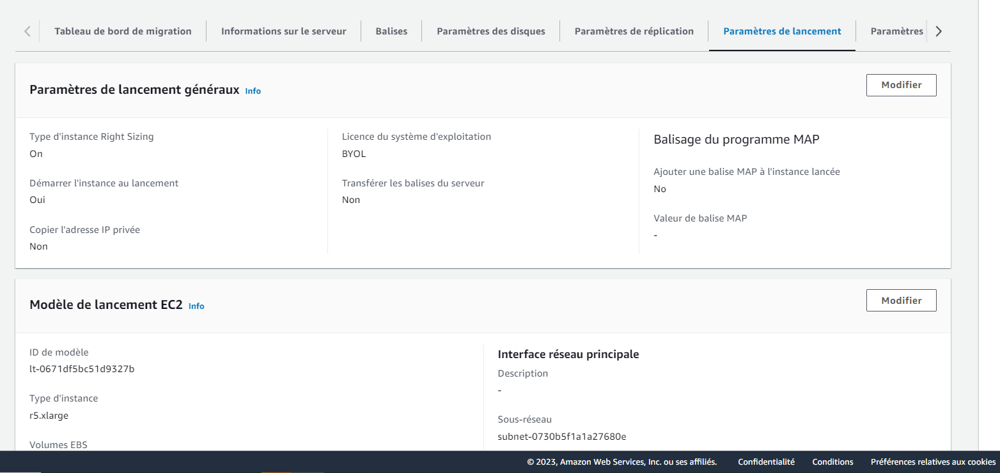 Tableau de bord de migration
Informations sur le serveur
Balises
Paramètres des disques
Paramètres de réplication
Paramètres de lancement
Paramètres
Paramètres de lancement généraux Info
Modifier
Type d'instance Right Sizing
On
Démarrer l'instance au lancement
Oui
Copier l'adresse IP privée
Non
Licence du système d'exploitation
BYOL
Transférer les balises du serveur
Non
Balisage du programme MAP
Ajouter une balise MAP à l'instance lancée
No
Valeur de balise MAP
-
Modèle de lancement EC2 Info
Modifier
ID de modèle
lt-0671df5bc51d9327b
Type d'instance
r5.xlarge
Volumes EBS
Interface réseau principale
Description
-
Sous-réseau
subnet-0730b5f1a1a27680e
© 2023, Amazon Web Services, Inc. ou ses affiliés.
Confidentialité
Conditions
Préférences relatives aux cookies